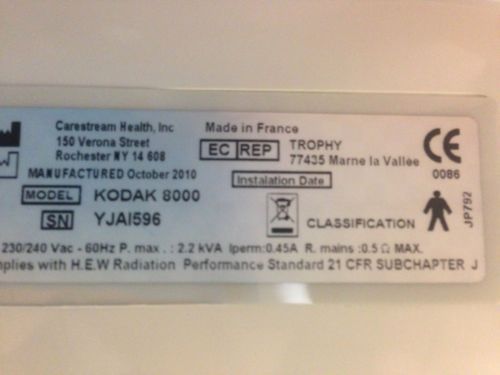 Carestream Health, Inc
150 Verona Street
Rochester NY 14 608
MANUFACTURED October 2010
MODEL KODAK 8000
SN YJAI596
Made in France
EC REP TROPHY
77435 Marne la Vallee
Instalation Date
CLASSIFICATION
CE
0086
JP792
230/240 Vac - 60Hz P. max. : 2.2 kVA Iperm:0.45A R. mains :0.5 Ω MAX.
mplies with H.E.W Radiation Performance Standard 21 CFR SUBCHAPTER J